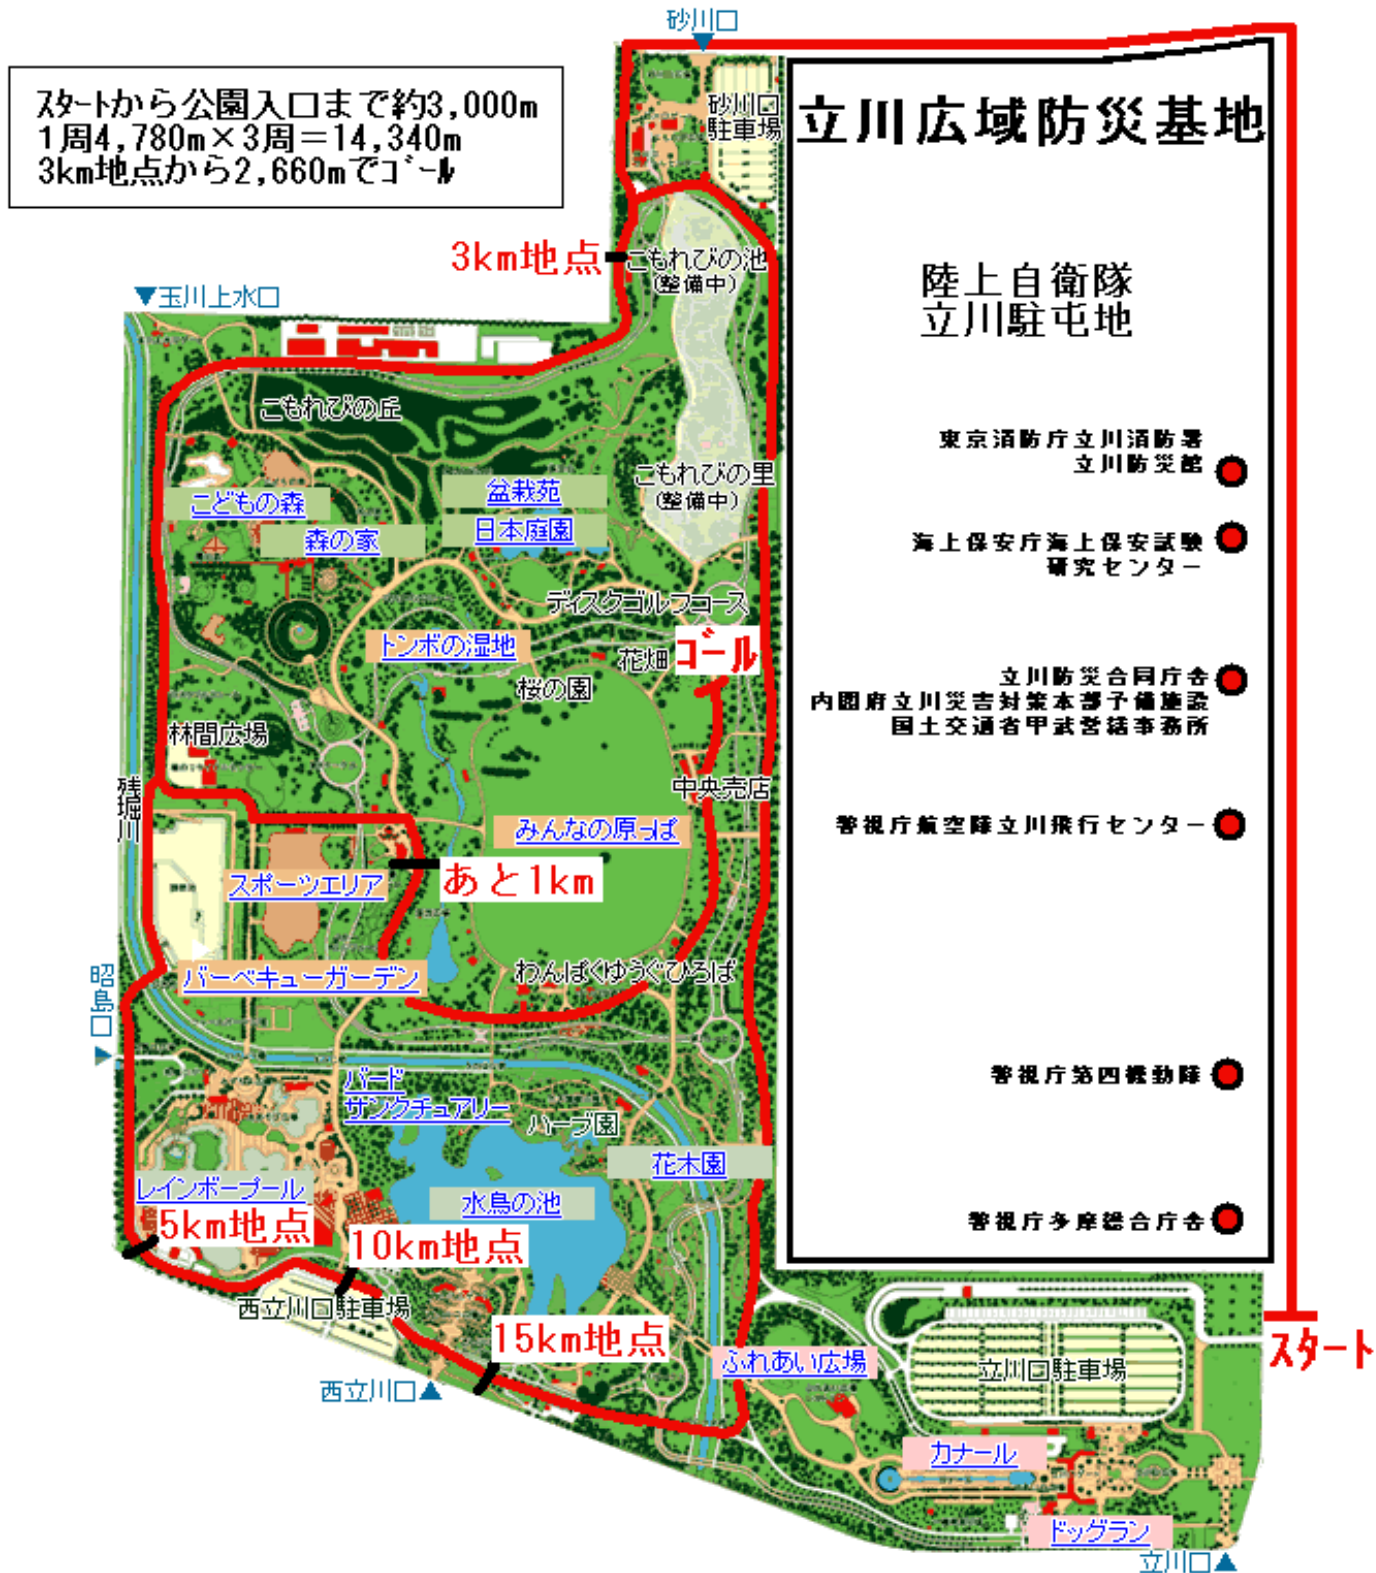 砂川口
スタートから公園入口まで約3,000m
1周4,780m×3周=14,340m
3km地点から2,660mでゴール
砂川口
駐車場
立川広域防災基地
3km地点
こもれびの池
(整備中)
陸上自衛隊
立川駐屯地
玉川上水口
こもれびの丘
東京消防庁立川消防署
立川防災館
こもれびの里
(整備中)
こどもの森
盆栽苑
森の家
日本庭園
海上保安庁海上保安試験
研究センター
ディスクゴルフコース
トンボの湿地
花畑
ゴール
桜の園
立川防災合同庁舎
内閣府立川災害対策本部予備施設
国土交通省甲武営繕事務所
林間広場
残堀川
中央売店
みんなの原っぱ
警視庁航空隊立川飛行センター
スポーツエリア
あと1km
バーベキューガーデン
わんぱくゆうぐひろば
昭島口
バード
サンクチュアリー
ハーブ園
警視庁第四機動隊
花木園
レインボープール
水鳥の池
5km地点
10km地点
警視庁多摩総合庁舎
西立川口駐車場
15km地点
スタート
ふれあい広場
立川口駐車場
西立川口
カナール
ドッグラン
立川口